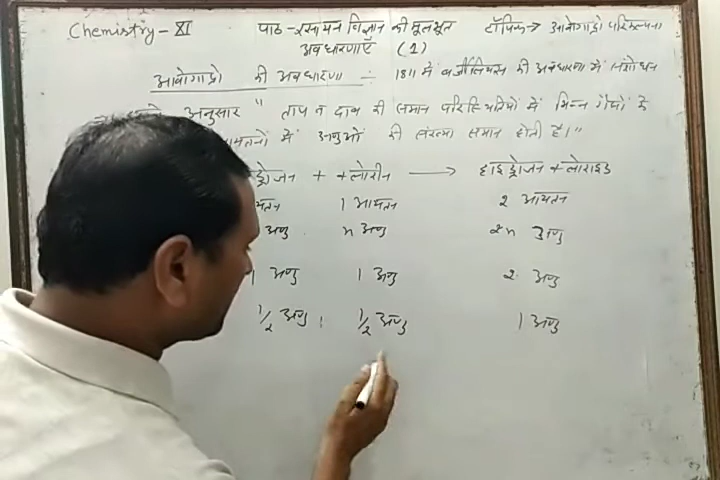 Chemistry - XI पाठ - रसायन विज्ञान की मूलभूत टॉपिक → आवोगाद्रो परिकल्पना
अवधारणाएँ (1)
आवोगाद्रो की अवधारणा :- 1811 में बर्जीलियस की अवधारणा में संशोधन
अनुसार " ताप व दाब की समान परिस्थितियों में भिन्न गैसों के
आयतनों में अणुओं की संख्या समान होती है।"
ड्रोजन + क्लोरीन → हाइड्रोजन क्लोराइड
यतन 1 आयतन 2 आयतन
अणु n अणु 2n अणु
1 अणु 1 अणु 2 अणु
1/2 अणु 1/2 अणु 1 अणु